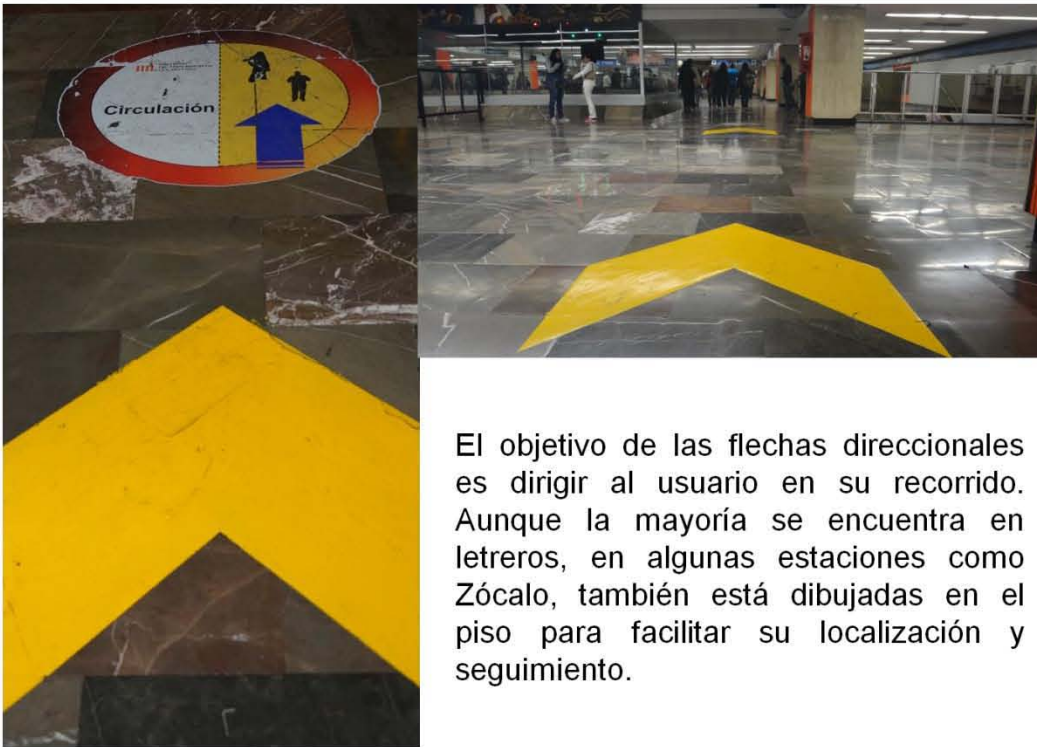 Circulación
El objetivo de las flechas direccionales
es dirigir al usuario en su recorrido.
Aunque la mayoría se encuentra en
letreros, en algunas estaciones como
Zócalo, también está dibujadas en el
piso para facilitar su localización y
seguimiento.